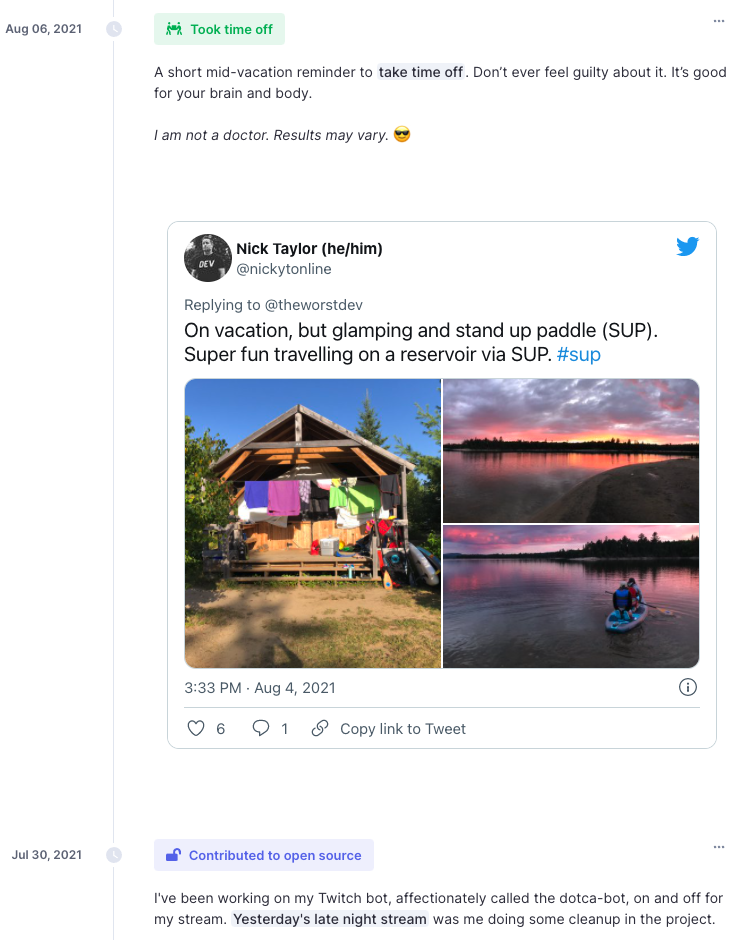 Aug 06, 2021
Took time off
A short mid-vacation reminder to take time off. Don’t ever feel guilty about it. It’s good
for your brain and body.
I am not a doctor. Results may vary. 😎
Nick Taylor (he/him)
@nickytonline
DEV
Replying to @theworstdev
On vacation, but glamping and stand up paddle (SUP).
Super fun travelling on a reservoir via SUP. #sup
3:33 PM · Aug 4, 2021
6 1 Copy link to Tweet
Jul 30, 2021
Contributed to open source
I've been working on my Twitch bot, affectionately called the dotca-bot, on and off for
my stream. Yesterday's late night stream was me doing some cleanup in the project.